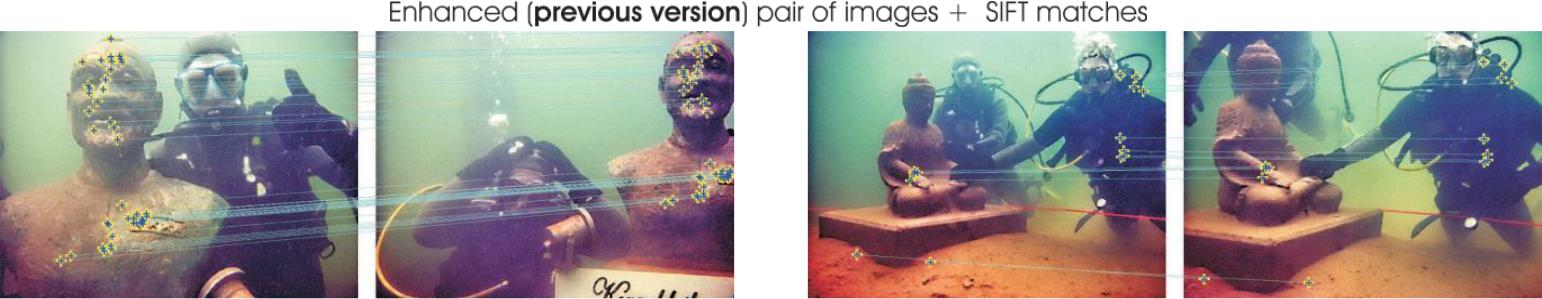 Enhanced (previous version) pair of images + SIFT matches